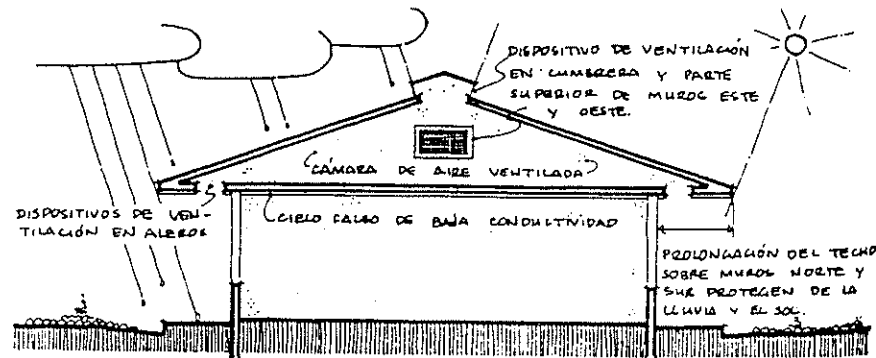 DISPOSITIVO DE VENTILACIÓN
EN CUMBRERA Y PARTE
SUPERIOR DE MUROS ESTE
Y OESTE.
CÁMARA DE AIRE VENTILADA
DISPOSITIVOS DE VEN-
TILACIÓN EN ALEROS
CIELO FALSO DE BAJA CONDUCTIVIDAD
PROLONGACIÓN DEL TECHO
SOBRE MUROS NORTE Y
SUR PROTEGEN DE LA
LLUVIA Y EL SOL.